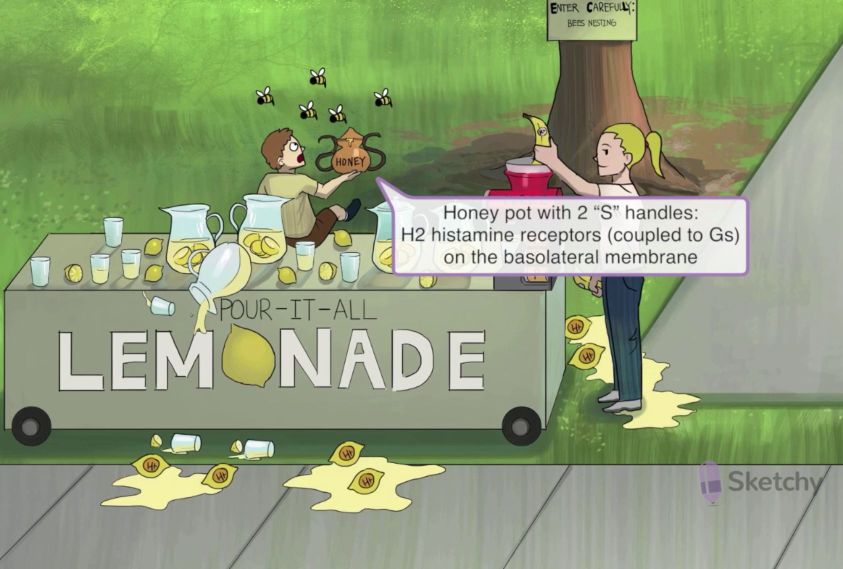 ENTER CAREFULLY:
BEES NESTING
HONEY
Honey pot with 2 “S” handles:
H2 histamine receptors (coupled to Gs)
on the basolateral membrane
POUR-IT-ALL
LEMONADE
H+
H+
H+
H+
H+
H+
Sketchy